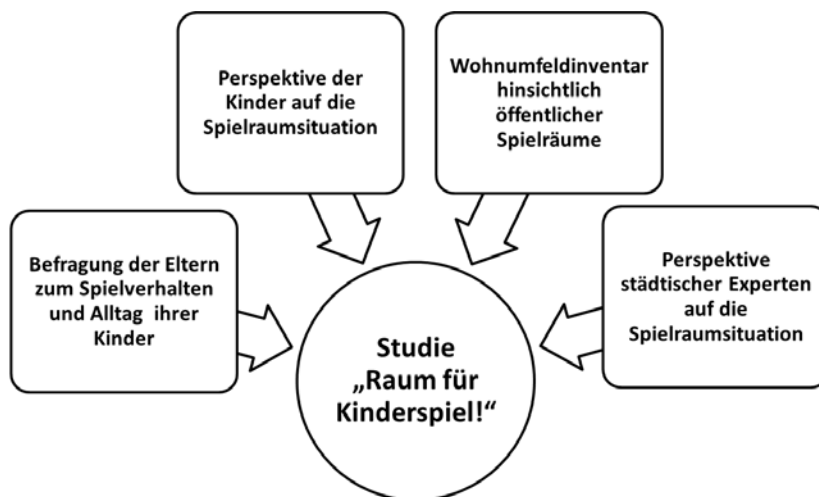 Perspektive der
Kinder auf die
Spielraumsituation
Wohnumfeldinventar
hinsichtlich
öffentlicher
Spielräume
Befragung der Eltern
zum Spielverhalten
und Alltag ihrer
Kinder
Perspektive
städtischer Experten
auf die
Spielraumsituation
Studie
„Raum für
Kinderspiel!“